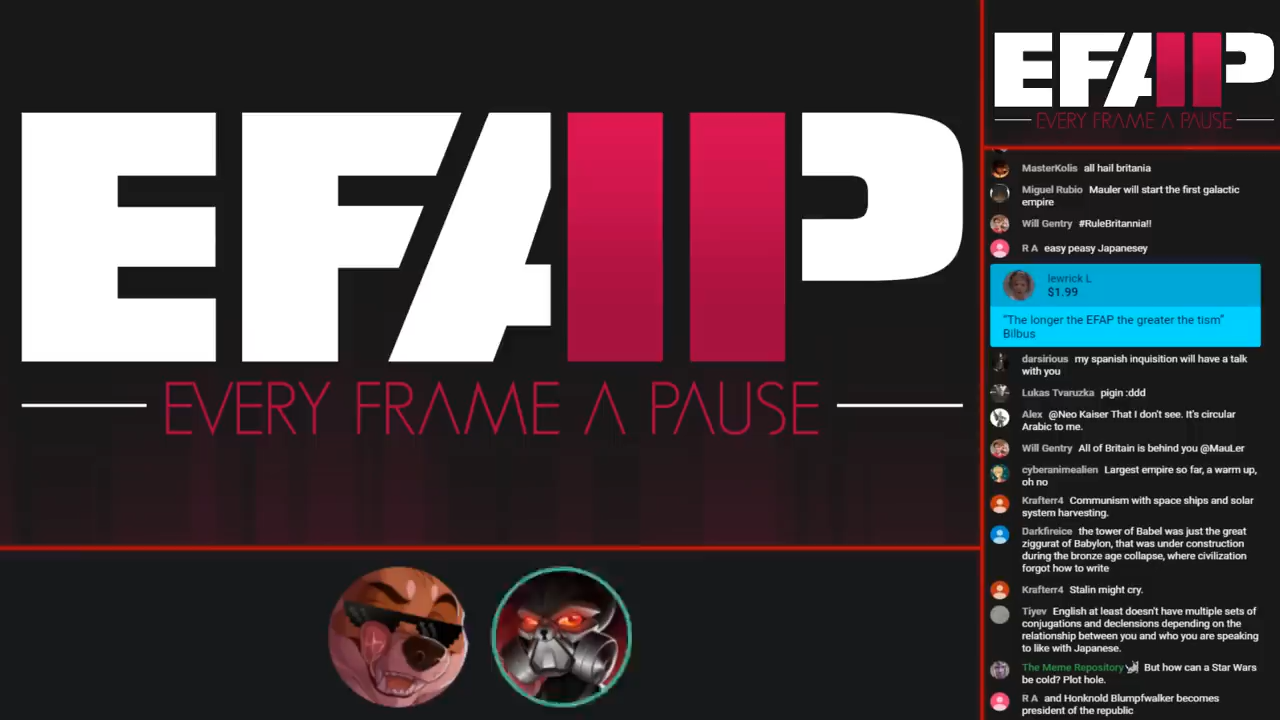 EFAP
EVERY FRAME A PAUSE
EFAP
EVERY FRAME A PAUSE
MasterKolis all hail britania
Miguel Rubio Mauler will start the first galactic
empire
Will Gentry #RuleBritannia!!
R A easy peasy Japanesey
lewrick L
$1.99
"The longer the EFAP the greater the tism"
Bilbus
darsirious my spanish inquisition will have a talk
with you
Lukas Tvaruzka pigin :ddd
Alex @Neo Kaiser That I don't see. It's circular
Arabic to me.
Will Gentry All of Britain is behind you @MauLer
cyberanimealien Largest empire so far, a warm up,
oh no
Krafterr4 Communism with space ships and solar
system harvesting.
Darkfireice the tower of Babel was just the great
ziggurat of Babylon, that was under construction
during the bronze age collapse, where civilization
forgot how to write
Krafterr4 Stalin might cry.
Tiyev English at least doesn't have multiple sets of
conjugations and declensions depending on the
relationship between you and who you are speaking
to like with Japanese.
The Meme Repository But how can a Star Wars
be cold? Plot hole.
R A and Honknold Blumpfwalker becomes
president of the republic